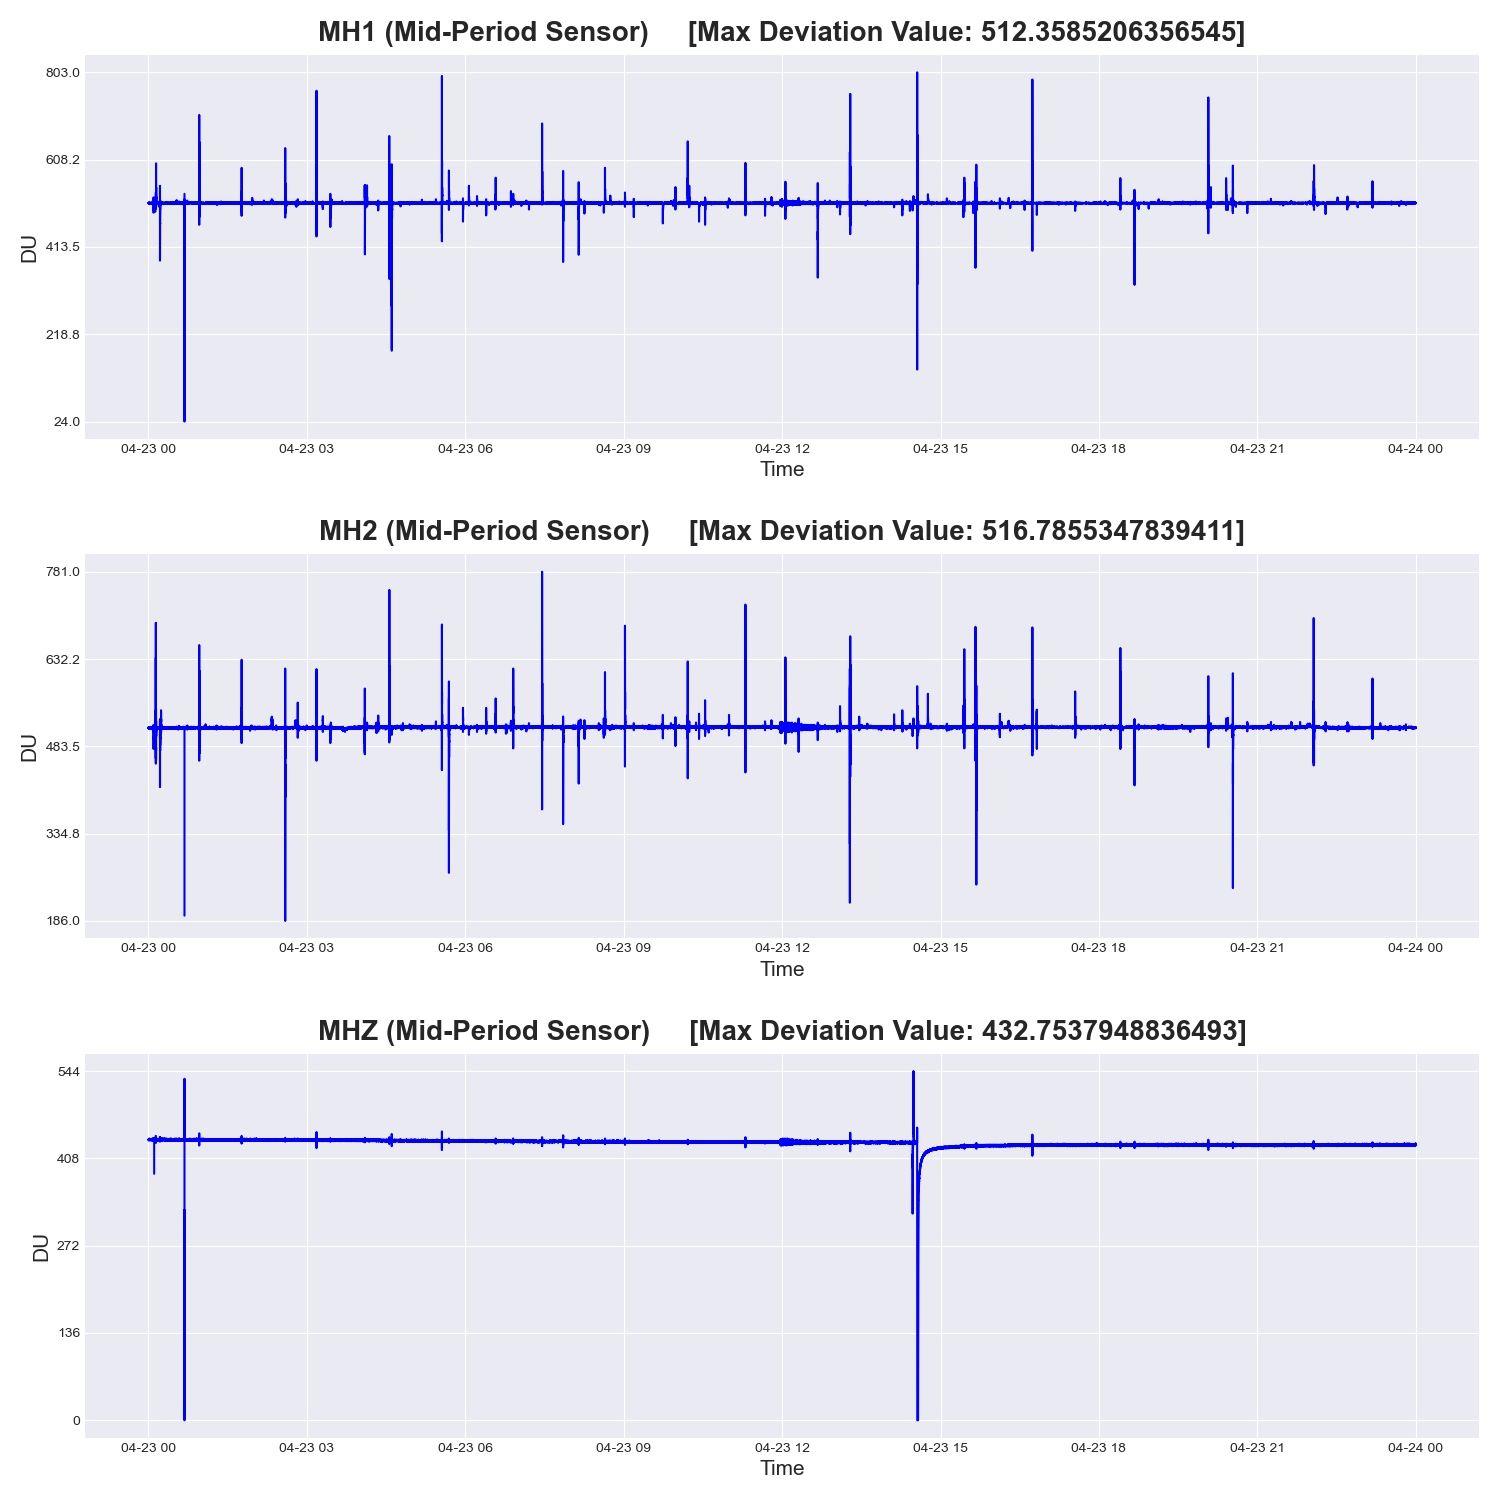 MH1 (Mid-Period Sensor) [Max Deviation Value: 512.3585206356545]
803.0
608.2
413.5
218.8
24.0
DU
04-23 00 04-23 03 04-23 06 04-23 09 04-23 12 04-23 15 04-23 18 04-23 21 04-24 00
Time
MH2 (Mid-Period Sensor) [Max Deviation Value: 516.7855347839411]
781.0
632.2
483.5
334.8
186.0
DU
04-23 00 04-23 03 04-23 06 04-23 09 04-23 12 04-23 15 04-23 18 04-23 21 04-24 00
Time
MHZ (Mid-Period Sensor) [Max Deviation Value: 432.7537948836493]
544
408
272
136
0
DU
04-23 00 04-23 03 04-23 06 04-23 09 04-23 12 04-23 15 04-23 18 04-23 21 04-24 00
Time